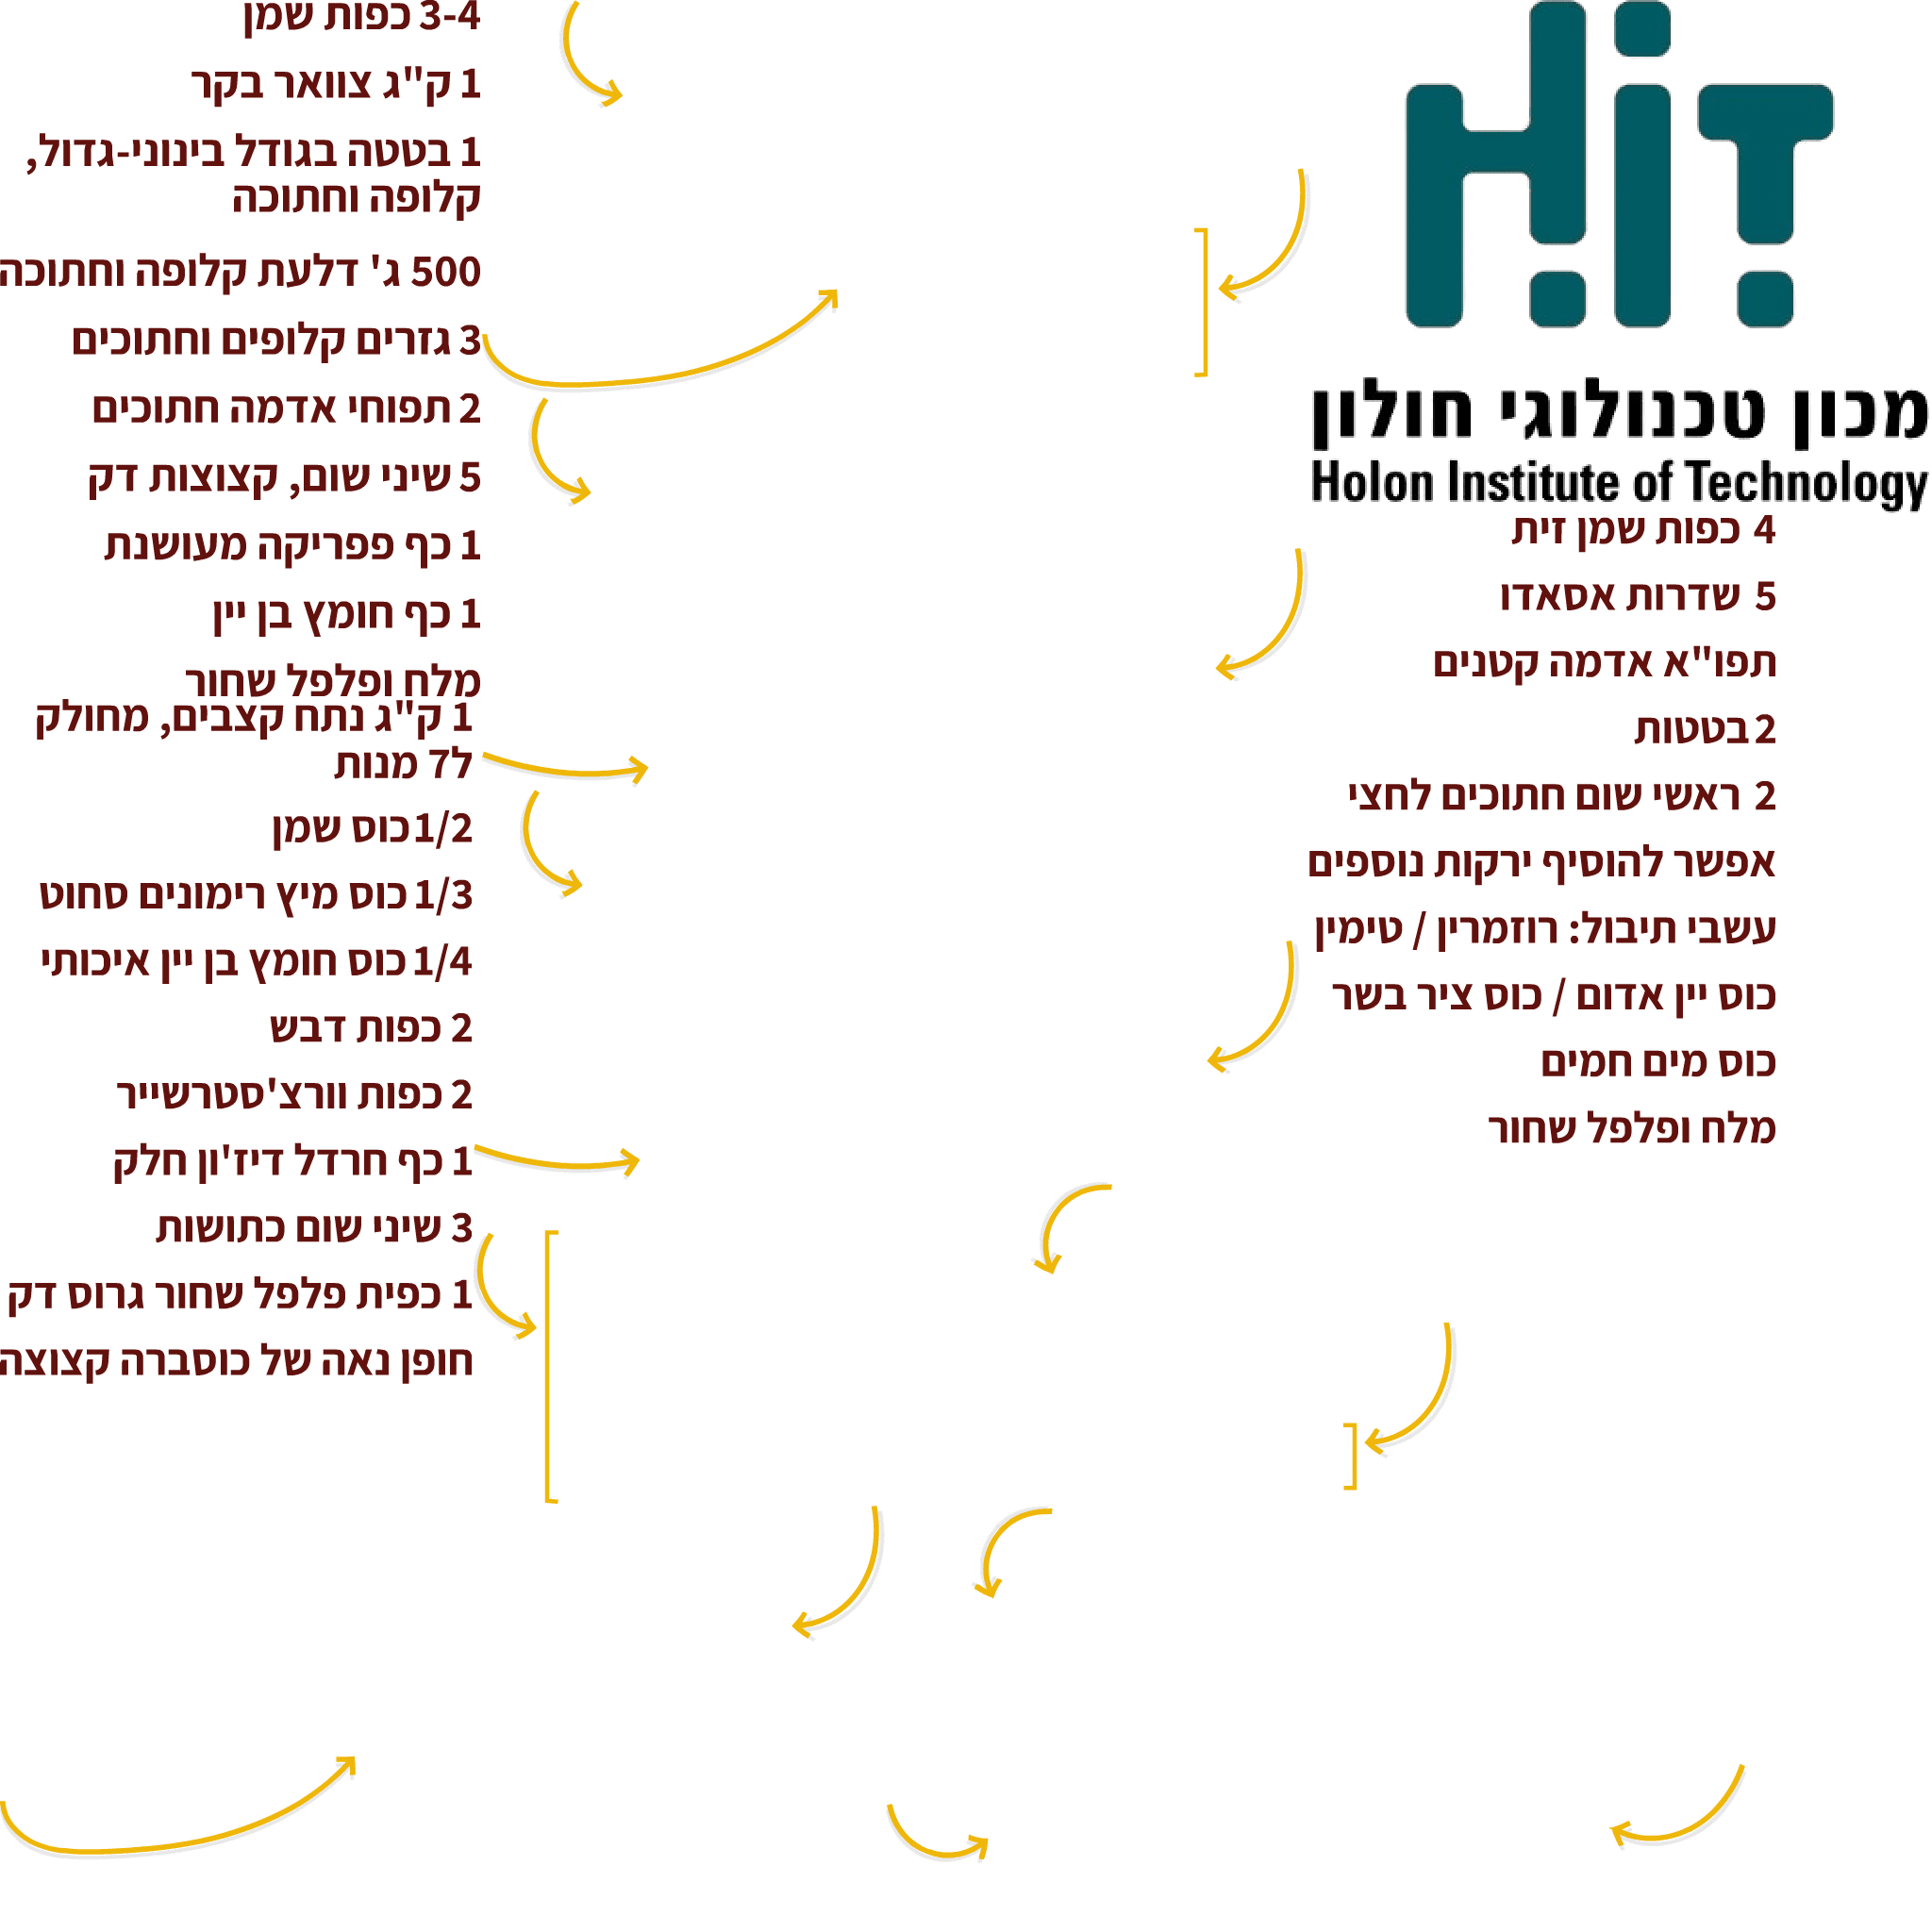 מכון טכנולוגי חולון
Holon Institute of Technology
4 כפות שמן זית
5 שדרות אסאדו
תפו"א אדמה קטנים
2 בטטות
2 ראשי שום חתוכים לחצי
אפשר להוסיף ירקות נוספים
עשבי תיבול: רוזמרין / טימין
כוס יין אדום / כוס ציר בשר
כוס מים חמים
מלח ופלפל שחור
3-4 כפות שמן
1 ק"ג צוואר בקר
1 בטטה בגודל בינוני-גדול,
קלופה וחתוכה
500 ג' דלעת קלופה וחתוכה
3 גזרים קלופים וחתוכים
2 תפוחי אדמה חתוכים
5 שיני שום, קצוצות דק
1 כף פפריקה מעושנת
1 כף חומץ בן יין
מלח ופלפל שחור
1 ק"ג נתח קצבים, מחולק
ל7 מנות
1/2 כוס שמן
1/3 כוס מיץ רימונים סחוט
1/4 כוס חומץ בן יין איכותי
2 כפות דבש
2 כפות וורצ'סטרשייר
1 כף חרדל דיז'ון חלק
3 שיני שום כתושות
1 כפית פלפל שחור גרוס דק
חופן נאה של כוסברה קצוצה